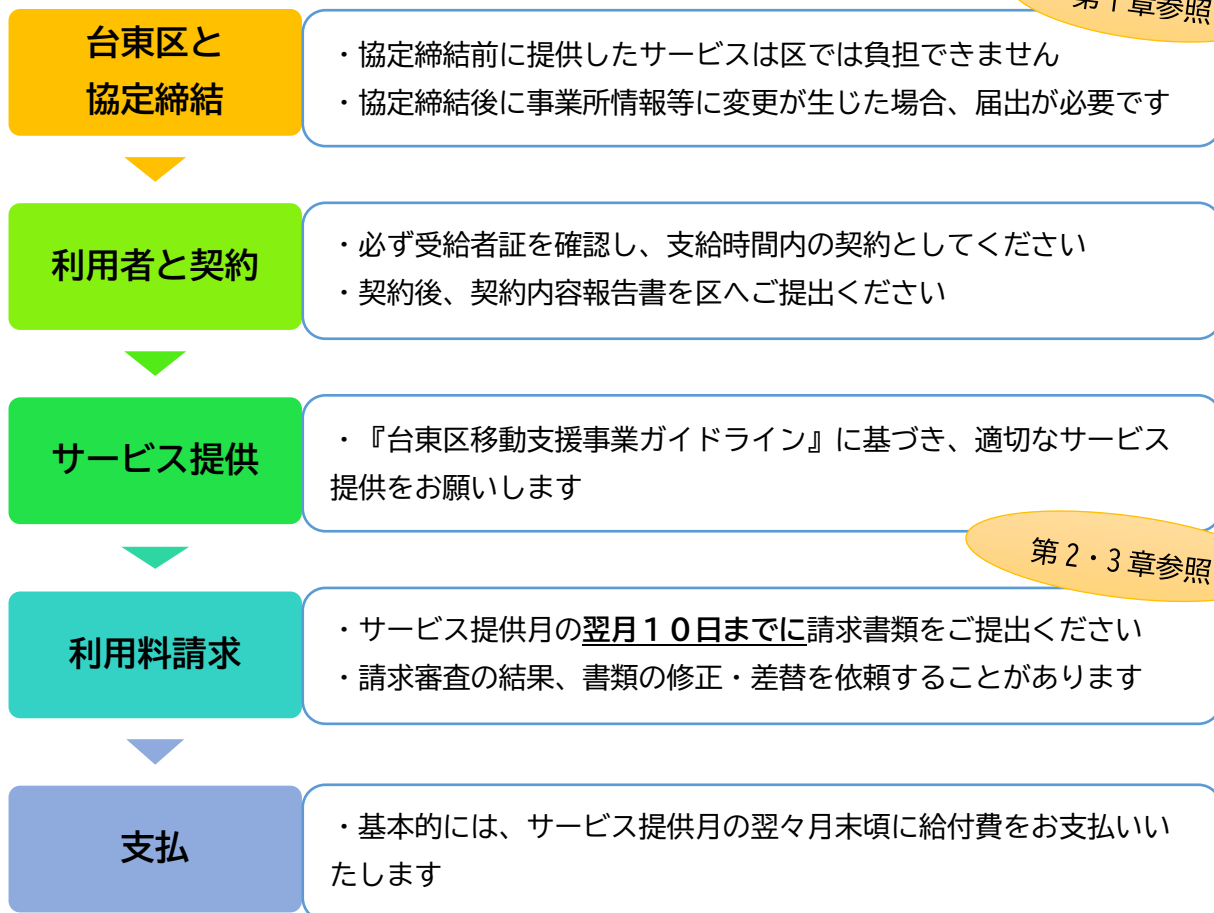 第1章参照
台東区と
協定締結
・協定締結前に提供したサービスは区では負担できません
・協定締結後に事業所情報等に変更が生じた場合、届出が必要です
利用者と契約
・必ず受給者証を確認し、支給時間内の契約としてください
・契約後、契約内容報告書を区へご提出ください
サービス提供
・『台東区移動支援事業ガイドライン』に基づき、適切なサービス
提供をお願いします
第2・3章参照
利用料請求
・サービス提供月の翌月１０日までに請求書類をご提出ください
・請求審査の結果、書類の修正・差替を依頼することがあります
支払
・基本的には、サービス提供月の翌々月末頃に給付費をお支払いい
たします